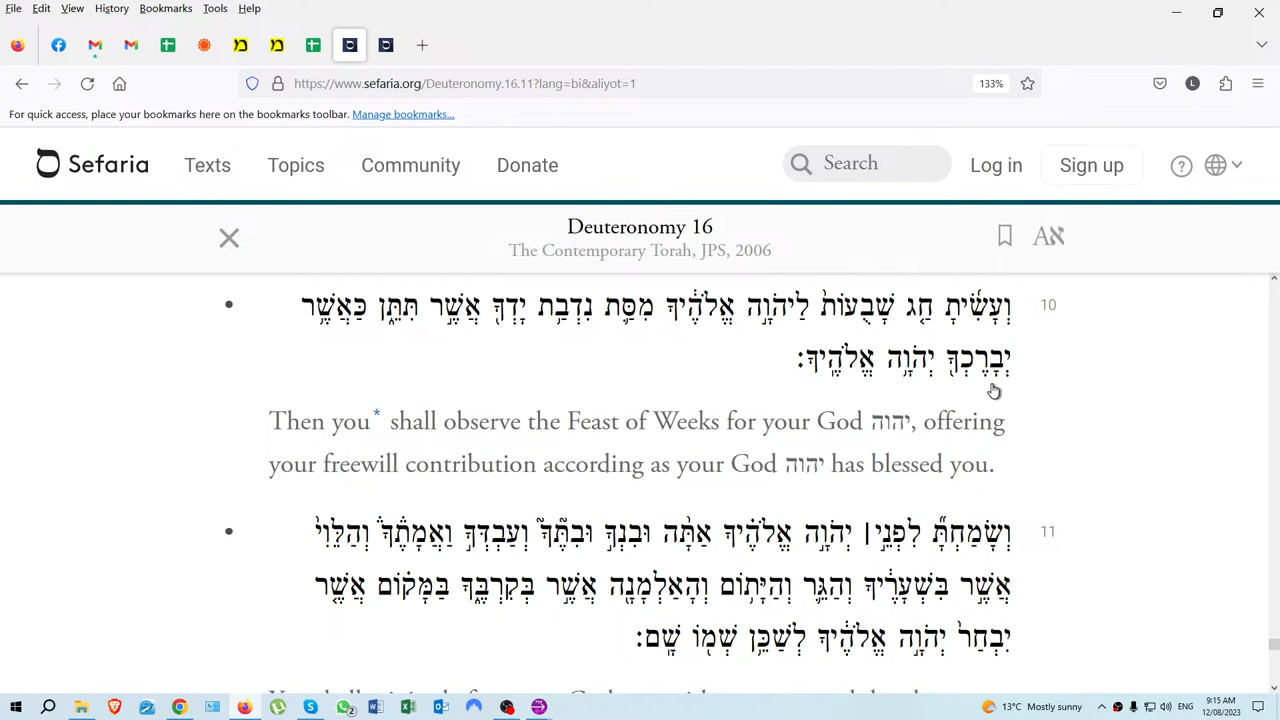 File Edit View History Bookmarks Tools Help
https://www.sefaria.org/Deuteronomy.16.11?lang=bi&aliyot=1
133%
L
For quick access, place your bookmarks here on the bookmarks toolbar. Manage bookmarks...
Sefaria Texts Topics Community Donate Search Log in Sign up
Deuteronomy 16
The Contemporary Torah, JPS, 2006
Aא
10 וְעָשִׂ֜יתָ חַ֤ג שָׁבֻעוֹת֙ לַיהֹוָ֣ה אֱלֹהֶ֔יךָ מִסַּ֛ת נִדְבַ֥ת יָדְךָ֖ אֲשֶׁ֣ר תִּתֵּ֑ן כַּאֲשֶׁ֥ר
יְבָרֶכְךָ֖ יְהֹוָ֥ה אֱלֹהֶֽיךָ׃
Then you* shall observe the Feast of Weeks for your God יהוה, offering
your freewill contribution according as your God יהוה has blessed you.
11 וְשָׂמַחְתָּ֞ לִפְנֵ֣י׀ יְהֹוָ֣ה אֱלֹהֶ֗יךָ אַתָּ֨ה וּבִנְךָ֣ וּבִתֶּ֘ךָ֮ וְעַבְדְּךָ֣ וַאֲמָתֶ֒ךָ֒ וְהַלֵּוִי֙
אֲשֶׁ֣ר בִּשְׁעָרֶ֔יךָ וְהַגֵּ֛ר וְהַיָּת֥וֹם וְהָאַלְמָנָ֖ה אֲשֶׁ֣ר בְּקִרְבֶּ֑ךָ בַּמָּק֗וֹם אֲשֶׁ֤ר
יִבְחַר֙ יְהֹוָ֣ה אֱלֹהֶ֔יךָ לְשַׁכֵּ֥ן שְׁמ֖וֹ שָֽׁם׃
13°C Mostly sunny ENG 9:15 AM
12/08/2023